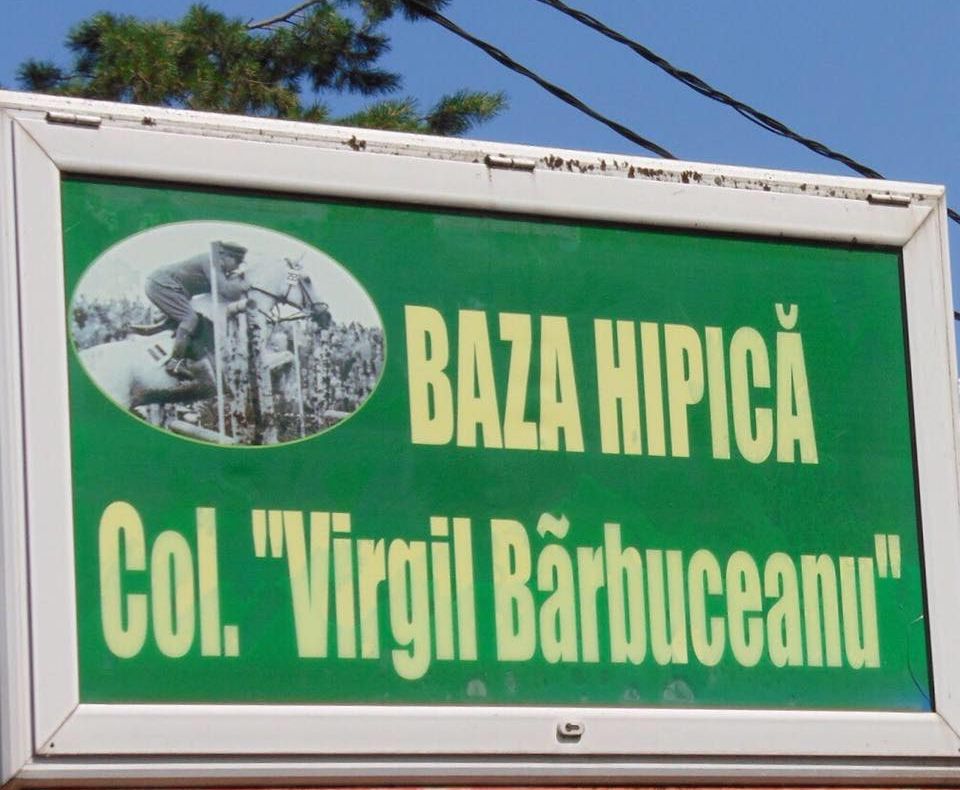 BAZA HIPICĂ
Col. "Virgil Bãrbuceanu"